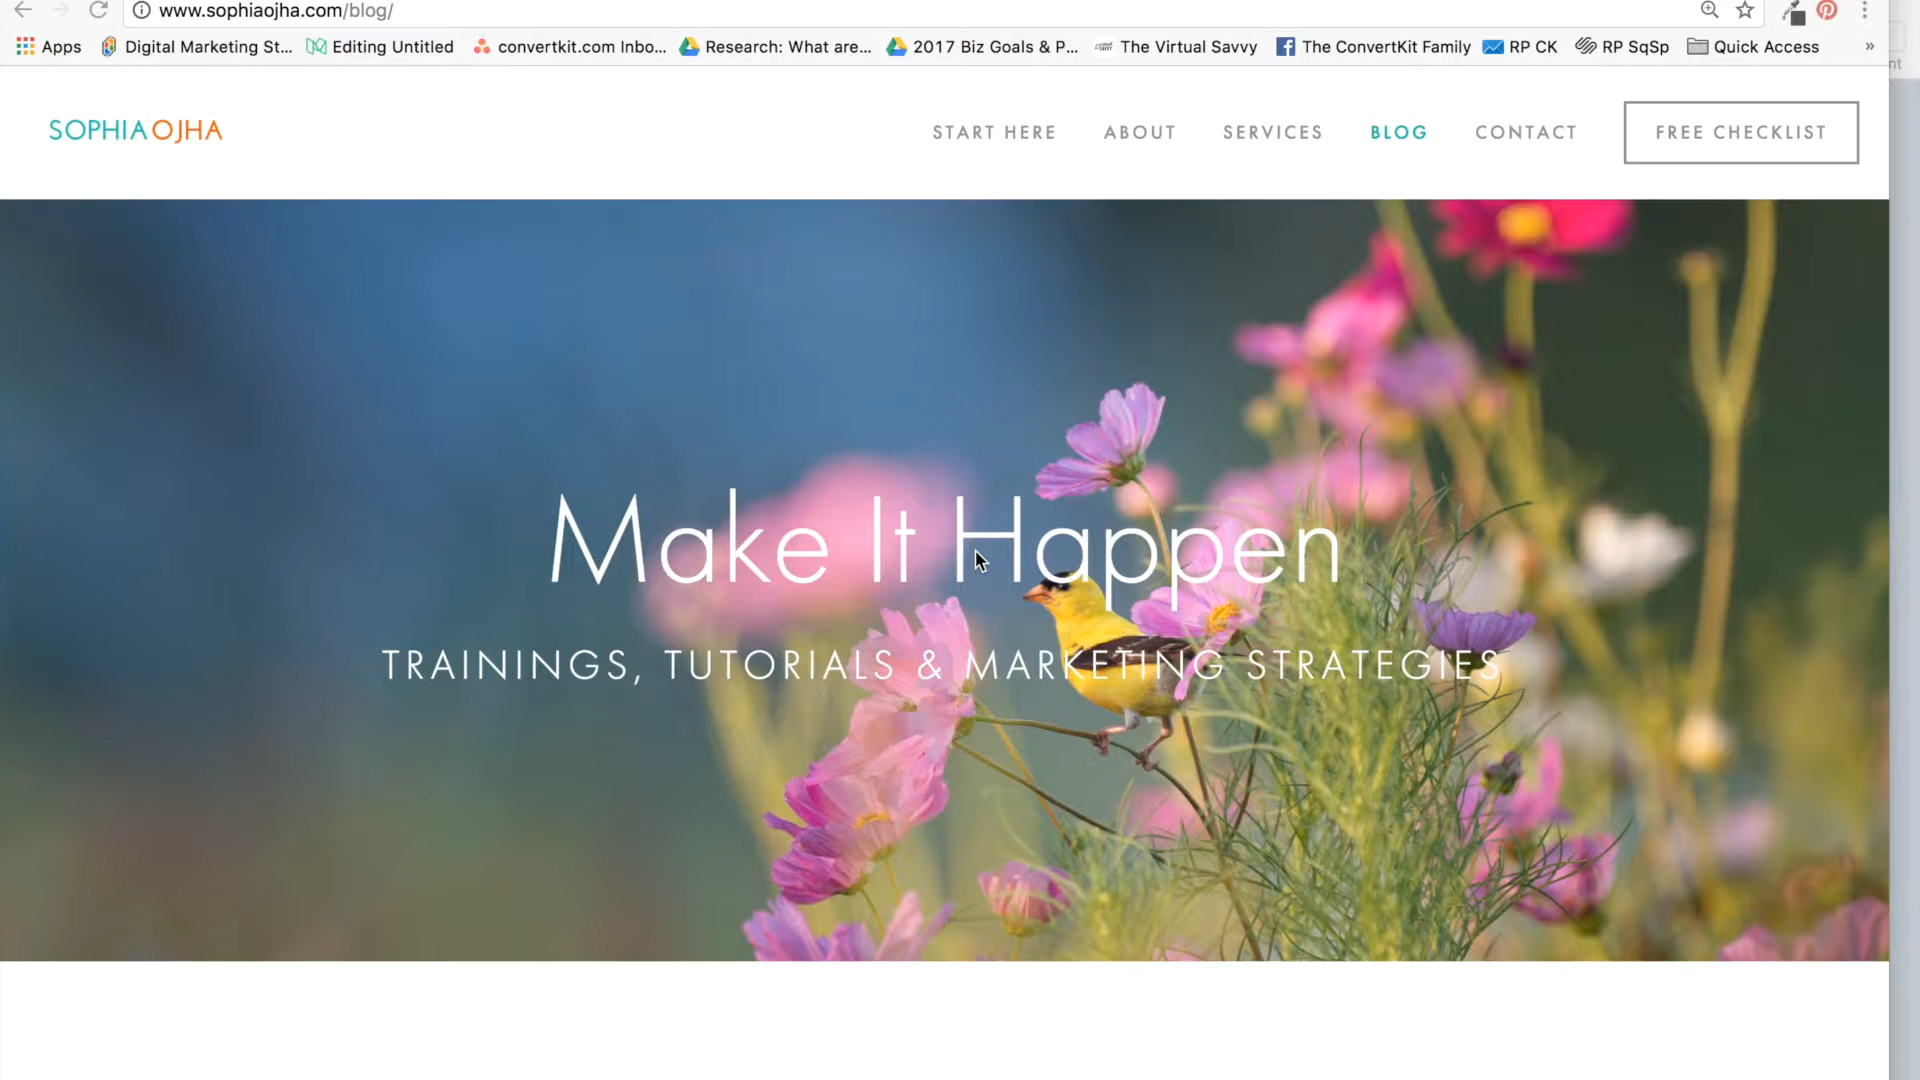 www.sophiaojha.com/blog/
Apps Digital Marketing St... Editing Untitled convertkit.com Inbo... Research: What are... 2017 Biz Goals & P... The Virtual Savvy The ConvertKit Family RP CK RP SqSp Quick Access »
nt
SOPHIA OJHA START HERE ABOUT SERVICES BLOG CONTACT FREE CHECKLIST
Make It Happen
TRAININGS, TUTORIALS & MARKETING STRATEGIES